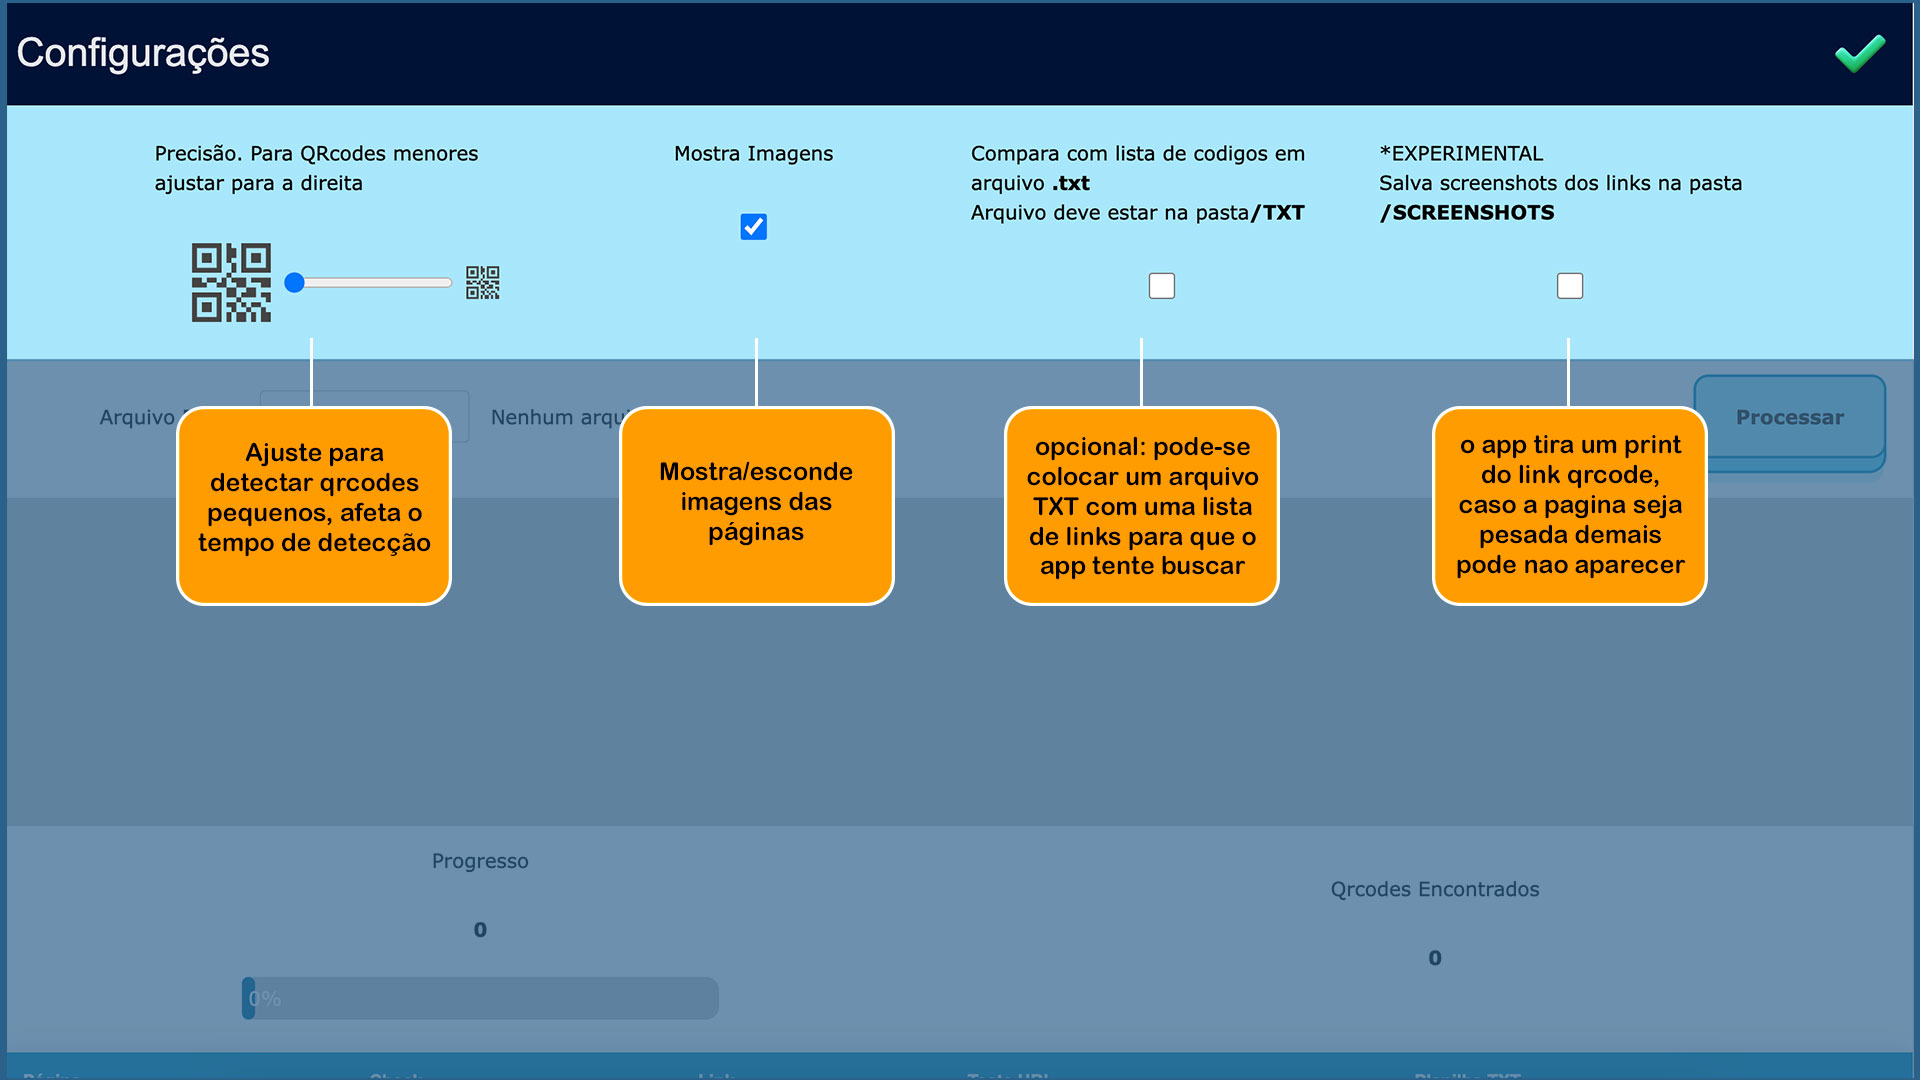 Configurações
Precisão. Para QRcodes menores
ajustar para a direita
Mostra Imagens
Compara com lista de codigos em
arquivo .txt
Arquivo deve estar na pasta/TXT
*EXPERIMENTAL
Salva screenshots dos links na pasta
/SCREENSHOTS
Arquivo
Nenhum
Processar
Ajuste para
detectar qrcodes
pequenos, afeta o
tempo de detecção
Mostra/esconde
imagens das
páginas
opcional: pode-se
colocar um arquivo
TXT com uma lista
de links para que o
app tente buscar
o app tira um print
do link qrcode,
caso a pagina seja
pesada demais
pode nao aparecer
Progresso
0
0%
Qrcodes Encontrados
0